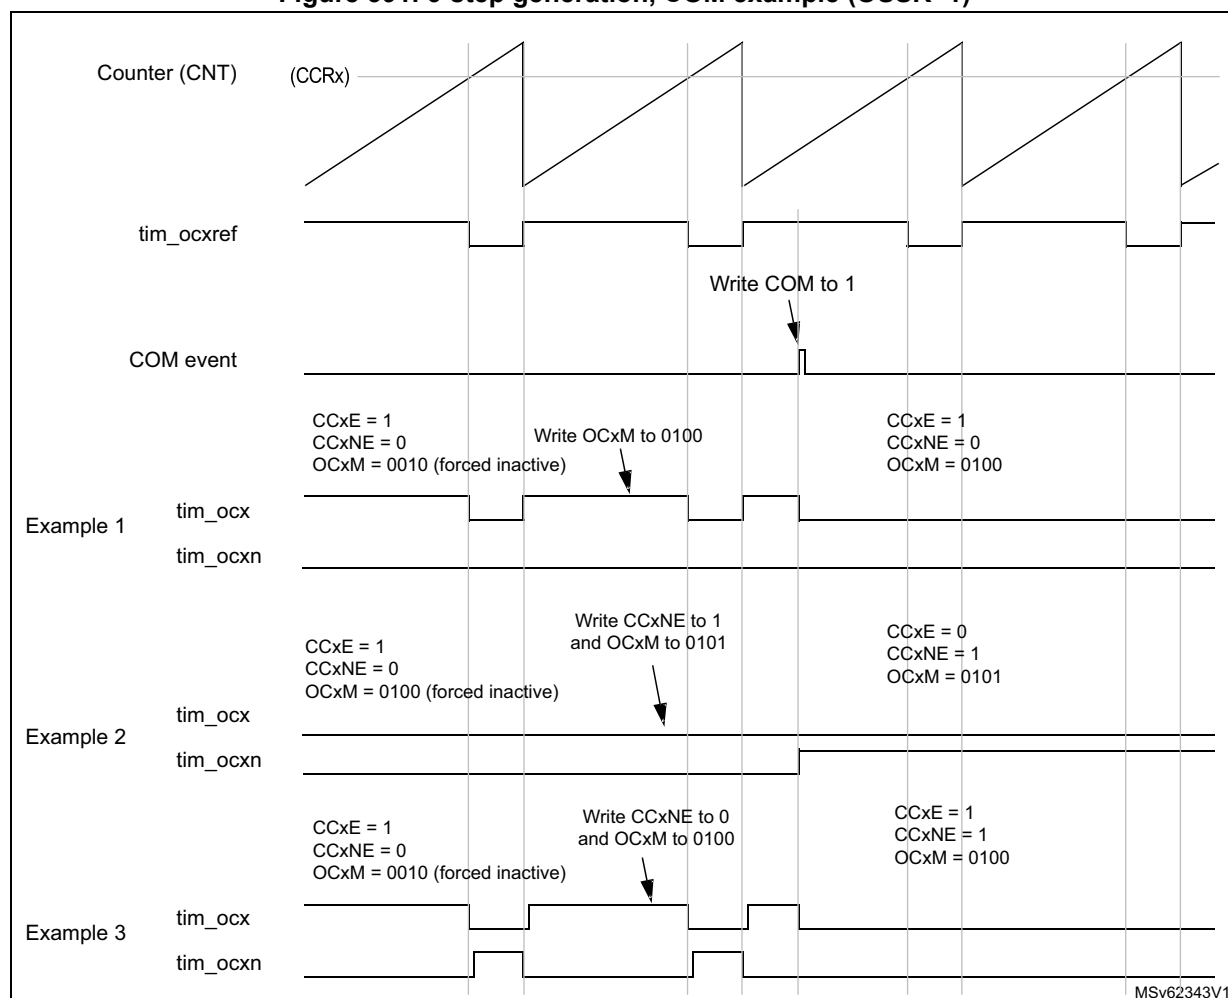 Counter (CNT)
(CCRx)
tim_ocxref
Write COM to 1
COM event
CCxE = 1
CCxNE = 0
OCxM = 0010 (forced inactive)
Write OCxM to 0100
CCxE = 1
CCxNE = 0
OCxM = 0100
Example 1
tim_ocx
tim_ocxn
CCxE = 1
CCxNE = 0
OCxM = 0100 (forced inactive)
Write CCxNE to 1
and OCxM to 0101
CCxE = 0
CCxNE = 1
OCxM = 0101
Example 2
tim_ocx
tim_ocxn
CCxE = 1
CCxNE = 0
OCxM = 0010 (forced inactive)
Write CCxNE to 0
and OCxM to 0100
CCxE = 1
CCxNE = 1
OCxM = 0100
Example 3
tim_ocx
tim_ocxn
MSv62343V1